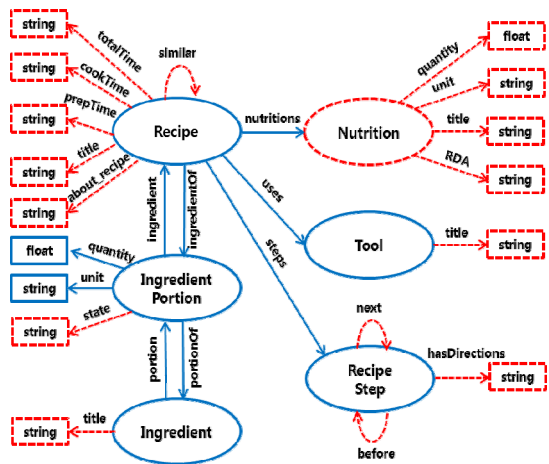 string
totalTime
similar
quantity
float
string
cookTime
unit
string
string
prepTime
Recipe
nutritions
Nutrition
title
string
string
title
RDA
string
string
about_recipe
uses
ingredient
ingredientOf
steps
float
quantity
Tool
title
string
string
unit
Ingredient
Portion
string
state
next
portion
portionOf
Recipe
Step
hasDirections
string
string
title
Ingredient
before